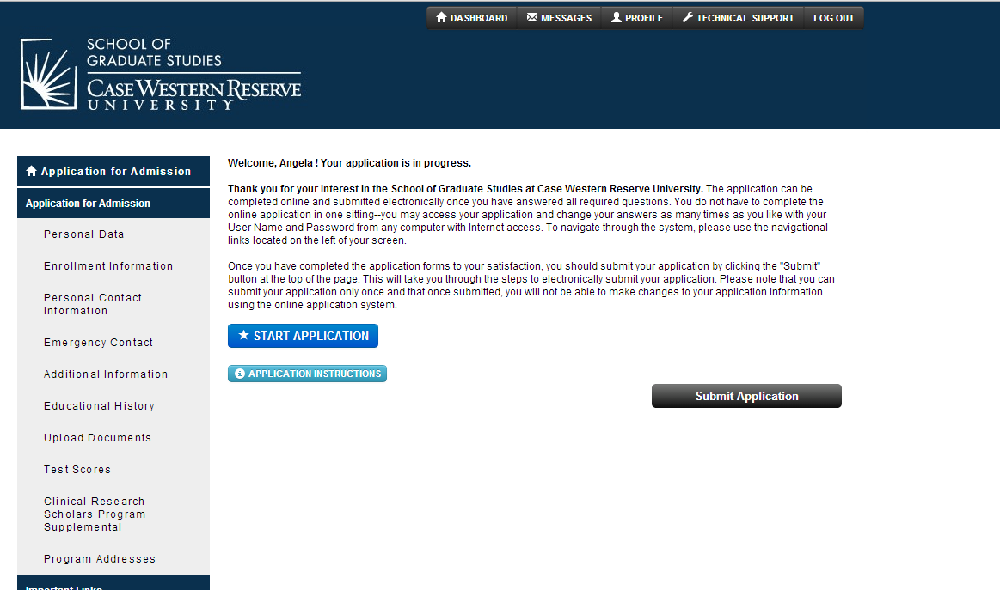 DASHBOARD MESSAGES PROFILE TECHNICAL SUPPORT LOG OUT
SCHOOL OF
GRADUATE STUDIES
CASE WESTERN RESERVE
UNIVERSITY
Application for Admission
Application for Admission
Personal Data
Enrollment Information
Personal Contact
Information
Emergency Contact
Additional Information
Educational History
Upload Documents
Test Scores
Clinical Research
Scholars Program
Supplemental
Program Addresses
Important Links
Welcome, Angela ! Your application is in progress.
Thank you for your interest in the School of Graduate Studies at Case Western Reserve University. The application can be
completed online and submitted electronically once you have answered all required questions. You do not have to complete the
online application in one sitting--you may access your application and change your answers as many times as you like with your
User Name and Password from any computer with Internet access. To navigate through the system, please use the navigational
links located on the left of your screen.
Once you have completed the application forms to your satisfaction, you should submit your application by clicking the "Submit"
button at the top of the page. This will take you through the steps to electronically submit your application. Please note that you can
submit your application only once and that once submitted, you will not be able to make changes to your application information
using the online application system.
START APPLICATION
APPLICATION INSTRUCTIONS
Submit Application